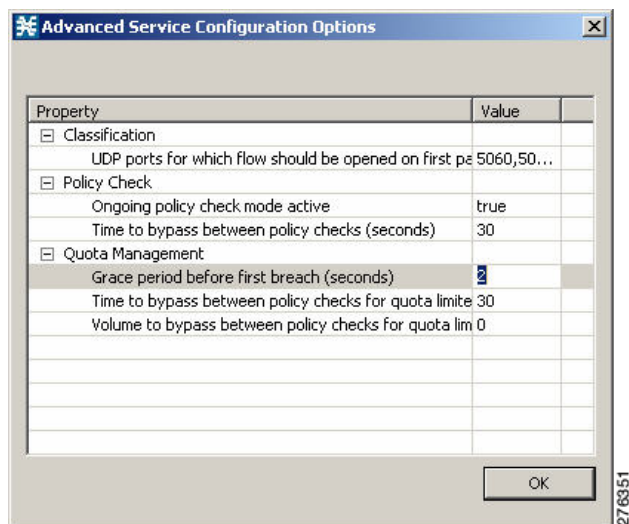 Advanced Service Configuration Options
Property Value
Classification
UDP ports for which flow should be opened on first pa 5060,50...
Policy Check
Ongoing policy check mode active true
Time to bypass between policy checks (seconds) 30
Quota Management
Grace period before first breach (seconds) 2
Time to bypass between policy checks for quota limite 30
Volume to bypass between policy checks for quota lim 0
OK
276351